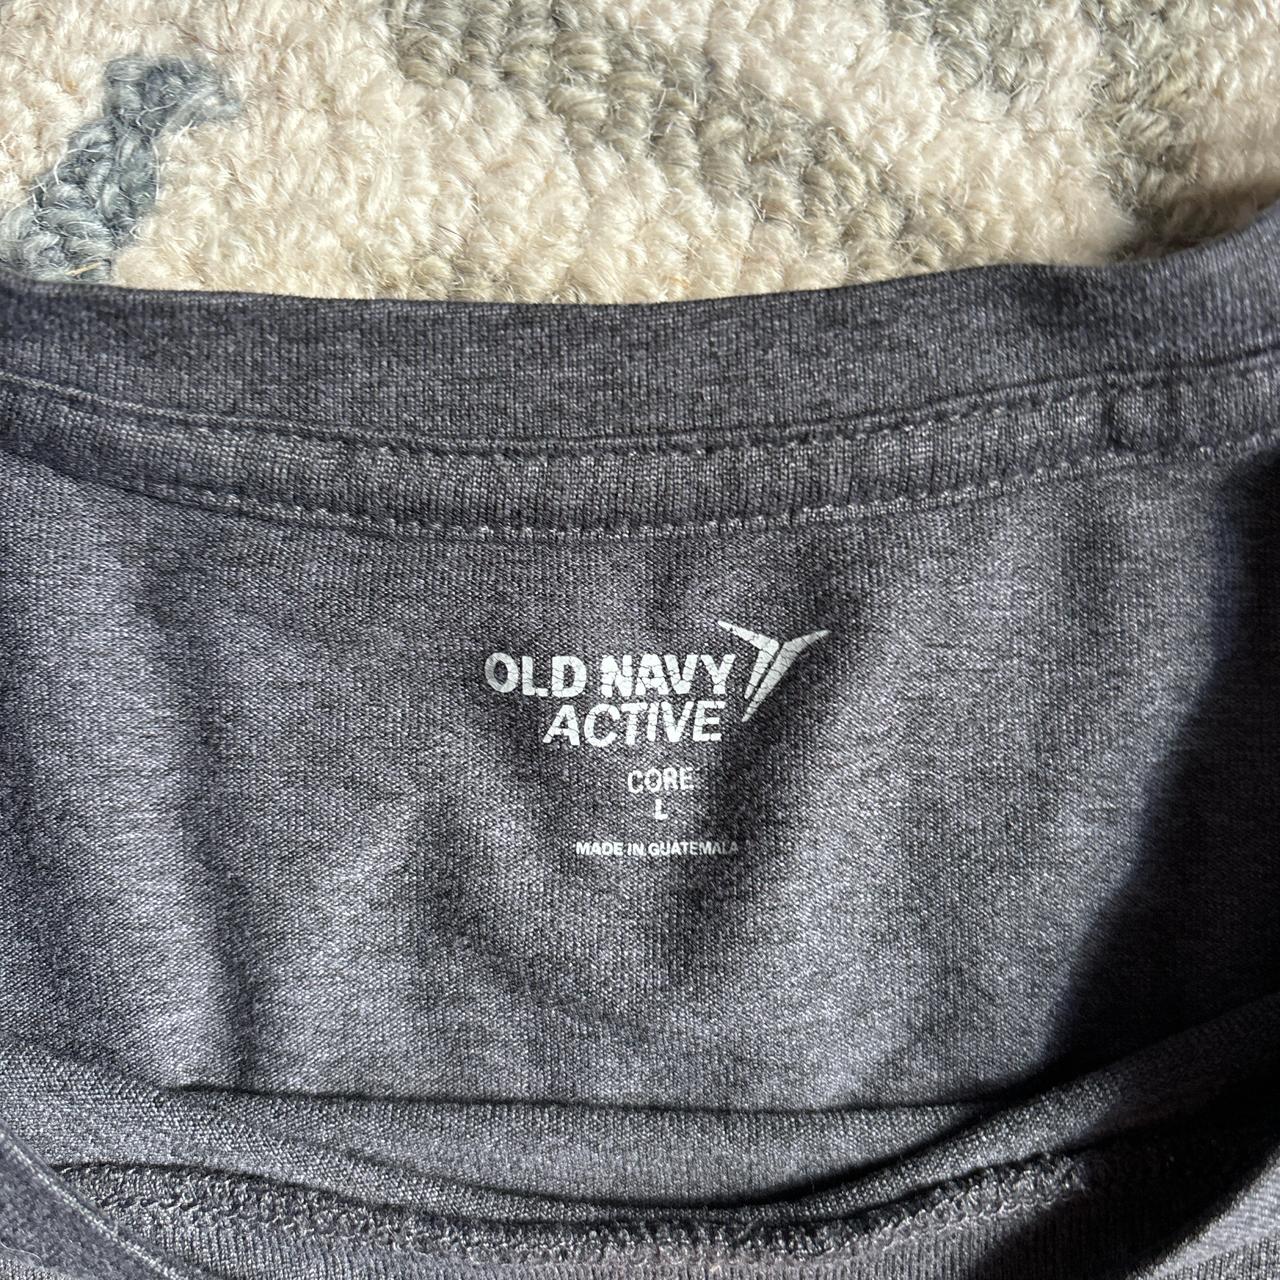 OLD NAVY
ACTIVE
CORE
L
MADE IN GUATEMALA